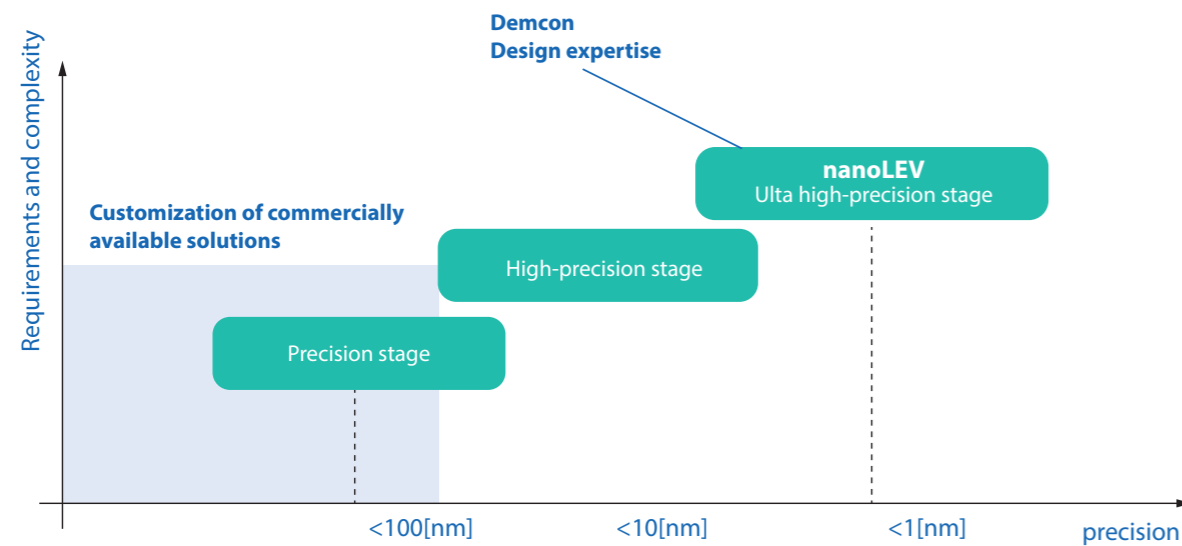 Demcon
Design expertise
Requirements and complexity
nanoLEV
Ulta high-precision stage
Customization of commercially
available solutions
High-precision stage
Precision stage
<100[nm]
<10[nm]
<1[nm]
precision